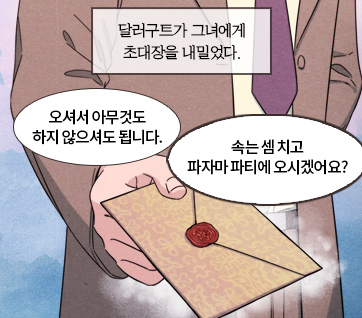 달러구트가 그녀에게
초대장을 내밀었다.
오셔서 아무것도
하지 않으셔도 됩니다.
속는 셈 치고
파자마 파티에 오시겠어요?